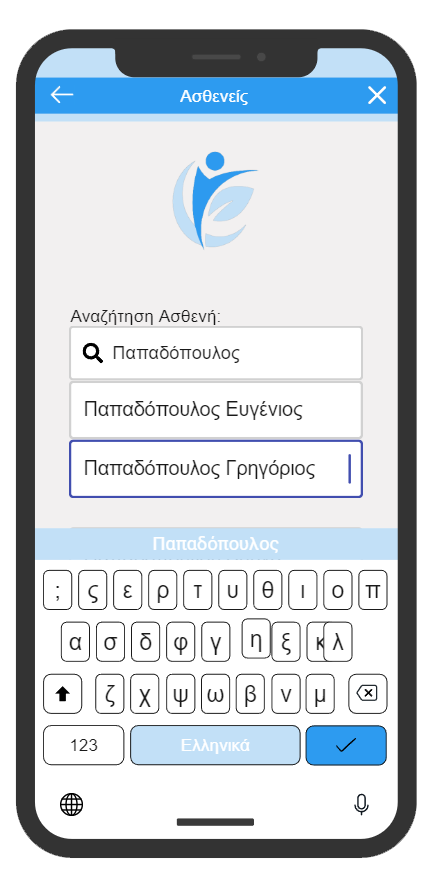 Ασθενείς
Αναζήτηση Ασθενή:
Παπαδόπουλος
Παπαδόπουλος Ευγένιος
Παπαδόπουλος Γρηγόριος
Παπαδόπουλος
; ς ε ρ τ υ θ ι ο π
α σ δ φ γ η ξ κ λ
ζ χ ψ ω β ν μ
123 Ελληνικά